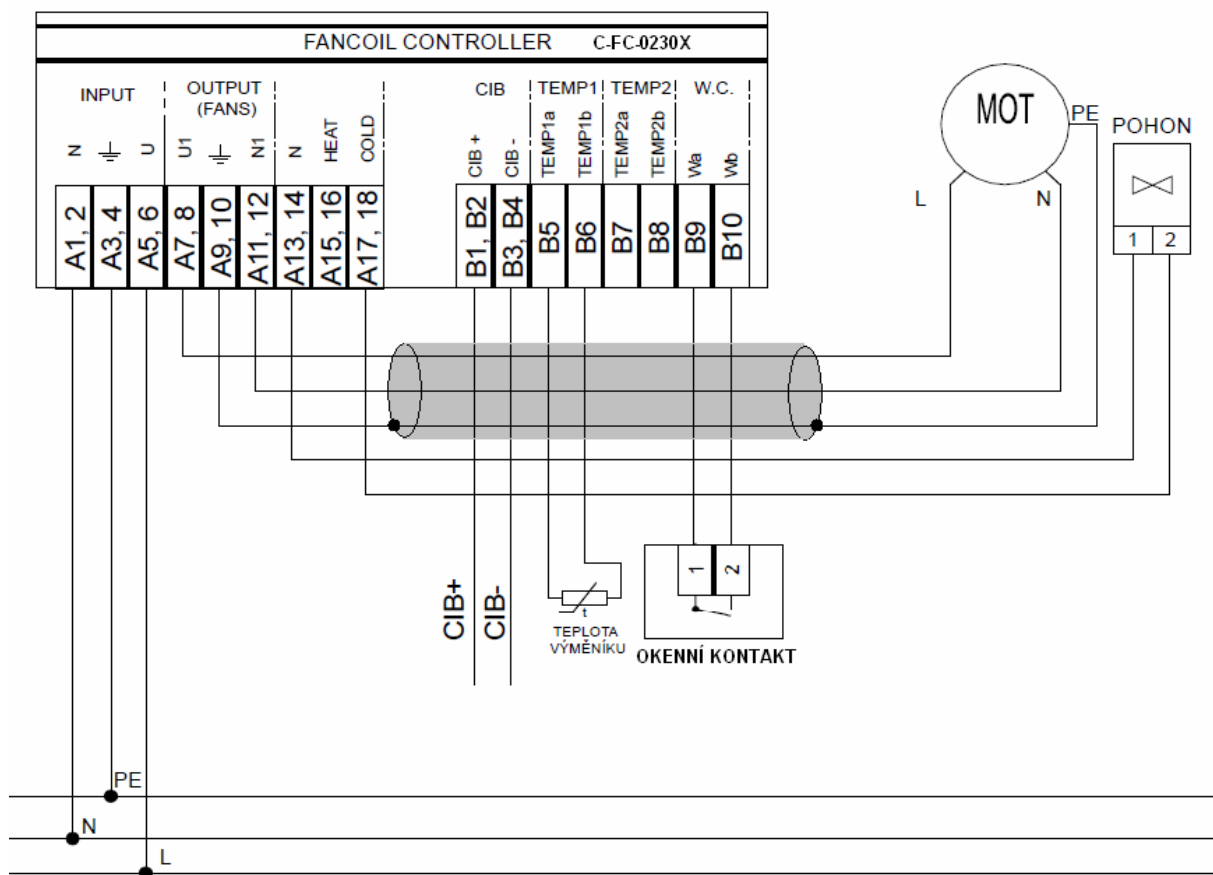 FANCOIL CONTROLLER C-FC-0230X
INPUT
OUTPUT
(FANS)
CIB
TEMP1
TEMP2
W.C.
N
U
U1
N1
N
HEAT
COLD
CIB +
CIB -
TEMP1a
TEMP1b
TEMP2a
TEMP2b
Wa
Wb
A1, 2
A3, 4
A5, 6
A7, 8
A9, 10
A11, 12
A13, 14
A15, 16
A17, 18
B1, B2
B3, B4
B5
B6
B7
B8
B9
B10
MOT
PE
L
N
POHON
1 2
CIB+
CIB-
t
TEPLOTA
VÝMĚNÍKU
1
2
OKENNÍ KONTAKT
PE
N
L